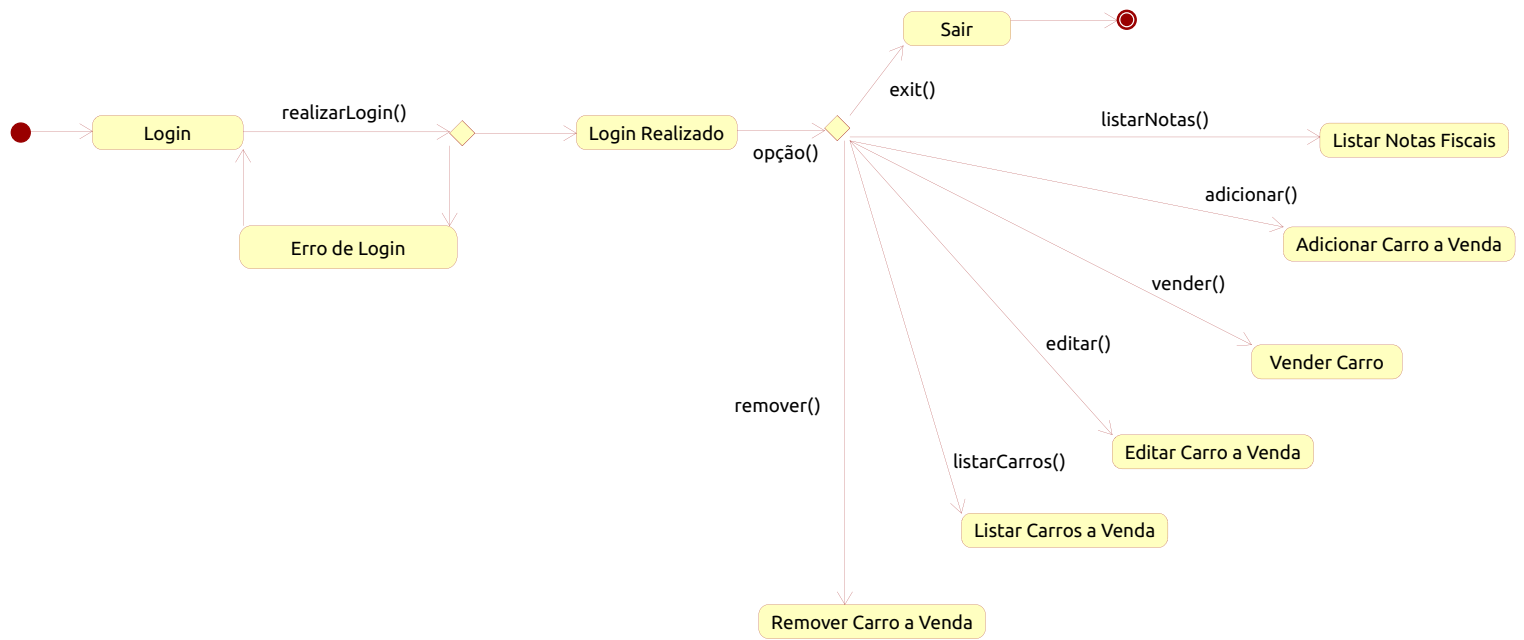 Sair
exit()
realizarLogin()
listarNotas()
Login
Login Realizado
Listar Notas Fiscais
opção()
adicionar()
Erro de Login
Adicionar Carro a Venda
vender()
editar()
Vender Carro
remover()
Editar Carro a Venda
listarCarros()
Listar Carros a Venda
Remover Carro a Venda